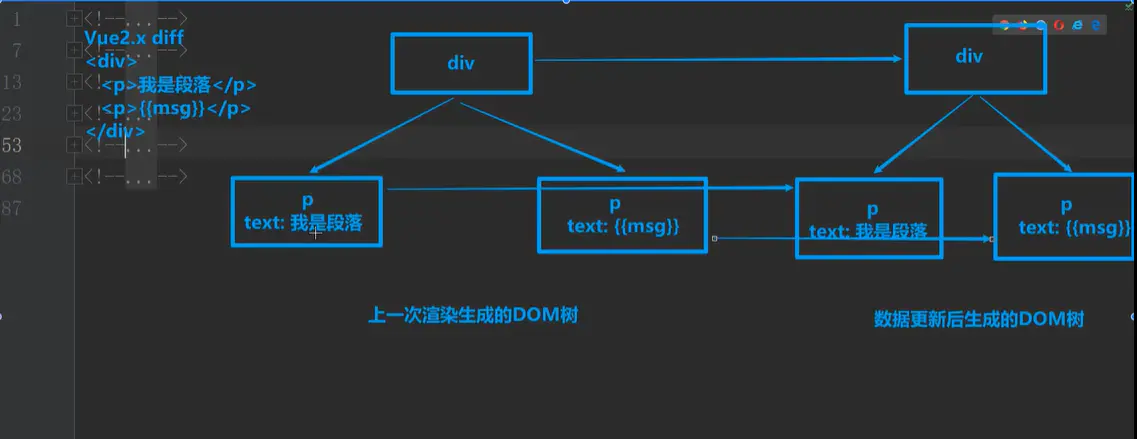 1
<!--...-->
Vue2.x diff
7
<!--...-->
<div>
13
<!--...-->
<p>我是段落</p>
<p>{{msg}}</p>
23
<!--...-->
</div>
53
<!--...-->
68
<!--...-->
87
div
div
p
text: 我是段落
p
text: {{msg}}
p
text: 我是段落
p
text: {{msg}}
上一次渲染生成的DOM树
数据更新后生成的DOM树